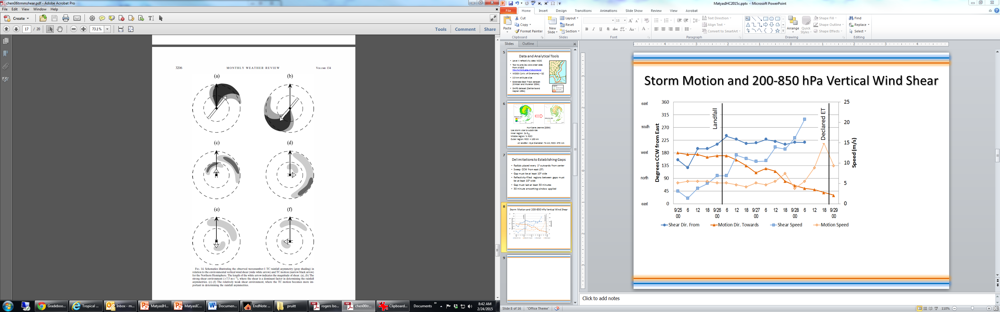 chen06trmmshear.pdf - Adobe Acrobat Pro
File Edit View Window Help
Create
17 / 20
73.1%
Tools Comment Share
3206 MONTHLY WEATHER REVIEW VOLUME 134
(a) (b)
(c) (d)
(e) (f)
FIG. 14. Schematics illustrating the observed wavenumber-1 TC rainfall asymmetry (gray shading) in
relation to the environmental vertical wind shear (wide white arrow) and TC motion (narrow black arrow)
for the Northern Hemisphere. The length of the white arrow indicates the magnitude of shear. (a), (b) The
strong shear environment (>7.5 m s⁻¹), where the shear is a dominant factor in determining the rainfall
asymmetries. (c)–(f) The relatively weak shear environment, where the TC motion becomes more im-
portant in determining the rainfall asymmetries.
MatyasIHC2015c.pptx - Microsoft PowerPoint
File Home Insert Design Transitions Animations Slide Show Review View Acrobat
Paste
Cut
Copy
Format Painter
Clipboard
New
Slide
Layout
Reset
Section
Slides
18
Font
Text Direction
Align Text
Convert to SmartArt
Paragraph
Arrange
Quick
Styles
Shape Fill
Shape Outline
Shape Effects
Drawing
Find
Replace
Select
Editing
Slides Outline
5
Data and Analytical Tools
• Level II reflectivity data: NCDC
• Tool to preview and order data
from ArcGIS
• WDSSII (Univ. of Oklahoma) – QC
• 3.5 km altitude slice
• Extended Best Track dataset
(Kimball and Mulekar 2004)
• SHIPS dataset (DeMaria and
Kaplan 1994)
6
Hurricane Jeanne (2004)
Use storm size to subdivide
Inner region: 2x
Middle region: ½ ROCI
Outer region: ROCI + 100 km
At landfall - Eye Diameter: 74 km; ROCI: 370 km
7
Delimitations to Establishing Gaps
• Radials placed every 1° outwards from center
• Sweep CCW from east (0°)
• Gap must be at least 10° wide
• Reflectivity-filled regions between gaps must
be at least 10° wide
• Gap must last at least 30 minutes
• 30 minute smoothing window applied
8
Storm Motion and 200-850 hPa Vertical Wind Shear
9
Storm Motion and 200-850 hPa Vertical Wind Shear
east
south
west
north
east
Degrees CCW from East
360
315
270
225
180
135
90
45
0
Landfall
Declared ET
25
20
15
10
5
0
Speed (m/s)
9/25 6 12 18 9/26 6 12 18 9/27 6 12 18 9/28 6 12 18 9/29
00 00 00 00 00
Shear Dir. From Motion Dir. Towards Shear Speed Motion Speed
Click to add notes
Slide 8 of 16 "Office Theme" 110%
Gradeboo... Tropical ... Inbox - m... MatyasIH... MatyasIC... Documen... EndNote ... pruitt rogers bo... chen06tr... Clipboard... Documents
8:42 AM
2/24/2015